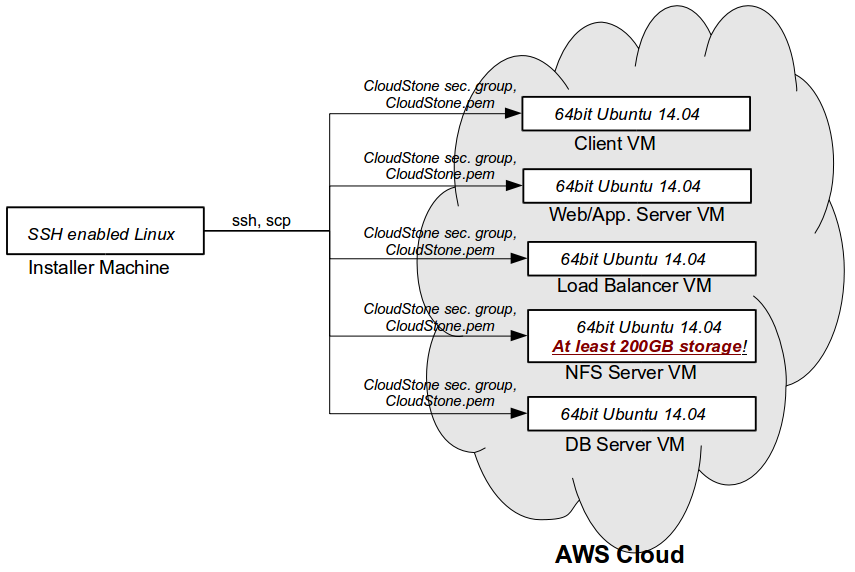 CloudStone sec. group,
CloudStone.pem
64bit Ubuntu 14.04
Client VM
CloudStone sec. group,
CloudStone.pem
64bit Ubuntu 14.04
Web/App. Server VM
SSH enabled Linux
Installer Machine
ssh, scp
CloudStone sec. group,
CloudStone.pem
64bit Ubuntu 14.04
Load Balancer VM
CloudStone sec. group,
CloudStone.pem
64bit Ubuntu 14.04
At least 200GB storage!
NFS Server VM
CloudStone sec. group,
CloudStone.pem
64bit Ubuntu 14.04
DB Server VM
AWS Cloud